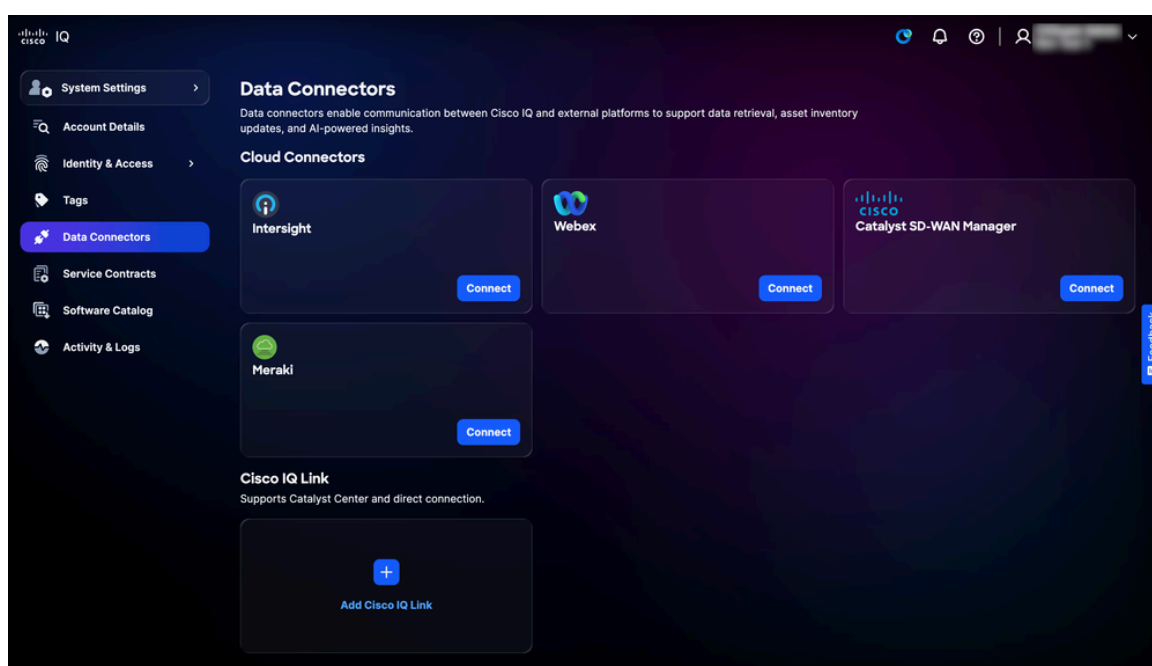 CISCO IQ
System Settings
Account Details
Identity & Access
Tags
Data Connectors
Service Contracts
Software Catalog
Activity & Logs
Data Connectors
Data connectors enable communication between Cisco IQ and external platforms to support data retrieval, asset inventory
updates, and AI-powered insights.
Cloud Connectors
Intersight
Connect
Webex
Connect
CISCO
Catalyst SD-WAN Manager
Connect
Meraki
Connect
Cisco IQ Link
Supports Catalyst Center and direct connection.
Add Cisco IQ Link
Feedback